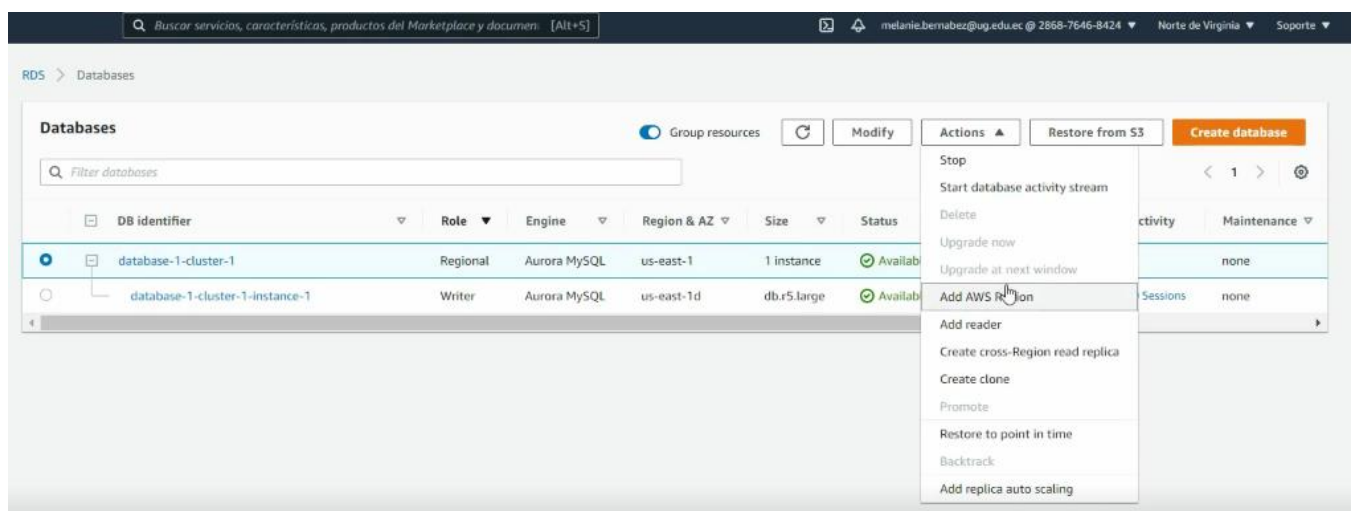 Buscar servicios, características, productos del Marketplace y documen: [Alt+S] melanie.bernabez@ug.edu.ec @ 2868-7646-8424 ▼ Norte de Virginia ▼ Soporte ▼
RDS > Databases
Databases Group resources Modify Actions ▲ Restore from S3 Create database
Filter databases < 1 >
DB identifier Role ▼ Engine Region & AZ Size Status ctivity Maintenance
database-1-cluster-1 Regional Aurora MySQL us-east-1 1 instance Availab none
database-1-cluster-1-instance-1 Writer Aurora MySQL us-east-1d db.r5.large Availab Sessions none
Stop
Start database activity stream
Delete
Upgrade now
Upgrade at next window
Add AWS Region
Add reader
Create cross-Region read replica
Create clone
Promote
Restore to point in time
Backtrack
Add replica auto scaling